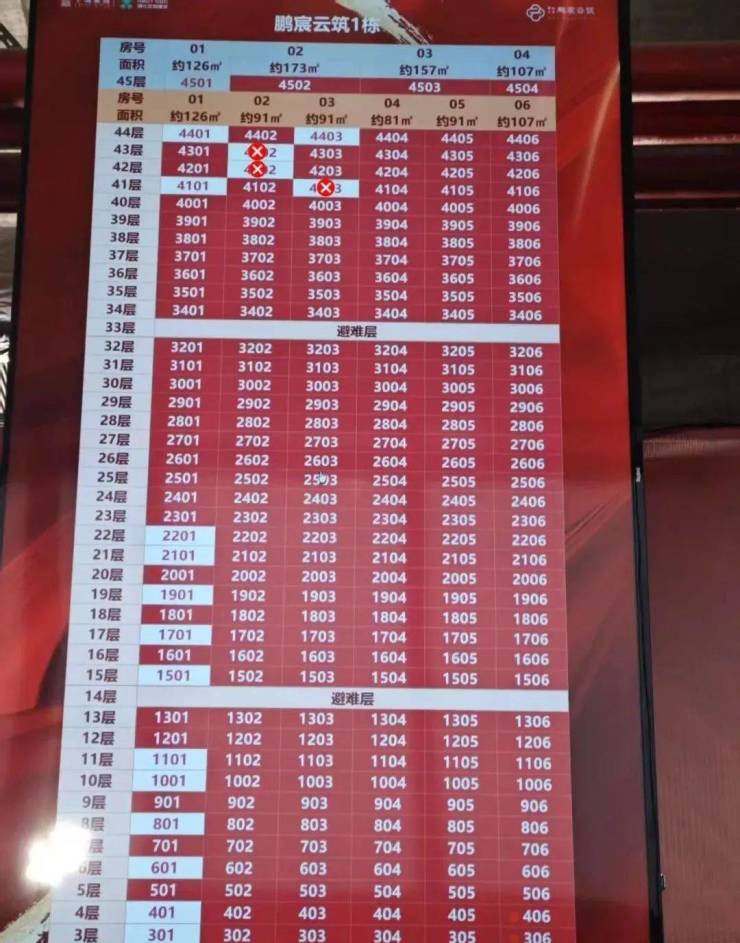 鹏宸云筑1栋
房号 01 02 03 04
面积 约126㎡ 约173㎡ 约157㎡ 约107㎡
45层 4501 4502 4503 4504
房号 01 02 03 04 05 06
面积 约126㎡ 约91㎡ 约91㎡ 约81㎡ 约91㎡ 约107㎡
44层 4401 4402 4403 4404 4405 4406
43层 4301 4303 4304 4305 4306
42层 4201 4203 4204 4205 4206
41层 4101 4102 4104 4105 4106
40层 4001 4002 4003 4004 4005 4006
39层 3901 3902 3903 3904 3905 3906
38层 3801 3802 3803 3804 3805 3806
37层 3701 3702 3703 3704 3705 3706
36层 3601 3602 3603 3604 3605 3606
35层 3501 3502 3503 3504 3505 3506
34层 3401 3402 3403 3404 3405 3406
33层 避难层
32层 3201 3202 3203 3204 3205 3206
31层 3101 3102 3103 3104 3105 3106
30层 3001 3002 3003 3004 3005 3006
29层 2901 2902 2903 2904 2905 2906
28层 2801 2802 2803 2804 2805 2806
27层 2701 2702 2703 2704 2705 2706
26层 2601 2602 2603 2604 2605 2606
25层 2501 2502 2503 2504 2505 2506
24层 2401 2402 2403 2404 2405 2406
23层 2301 2302 2303 2304 2305 2306
22层 2201 2202 2203 2204 2205 2206
21层 2101 2102 2103 2104 2105 2106
20层 2001 2002 2003 2004 2005 2006
19层 1901 1902 1903 1904 1905 1906
18层 1801 1802 1803 1804 1805 1806
17层 1701 1702 1703 1704 1705 1706
16层 1601 1602 1603 1604 1605 1606
15层 1501 1502 1503 1504 1505 1506
14层 避难层
13层 1301 1302 1303 1304 1305 1306
12层 1201 1202 1203 1204 1205 1206
11层 1101 1102 1103 1104 1105 1106
10层 1001 1002 1003 1004 1005 1006
9层 901 902 903 904 905 906
8层 801 802 803 804 805 806
层 701 702 703 704 705 706
6层 601 602 603 604 605 606
5层 501 502 503 504 505 506
4层 401 402 403 404 405 406
3层 301 302 303 304 305 306